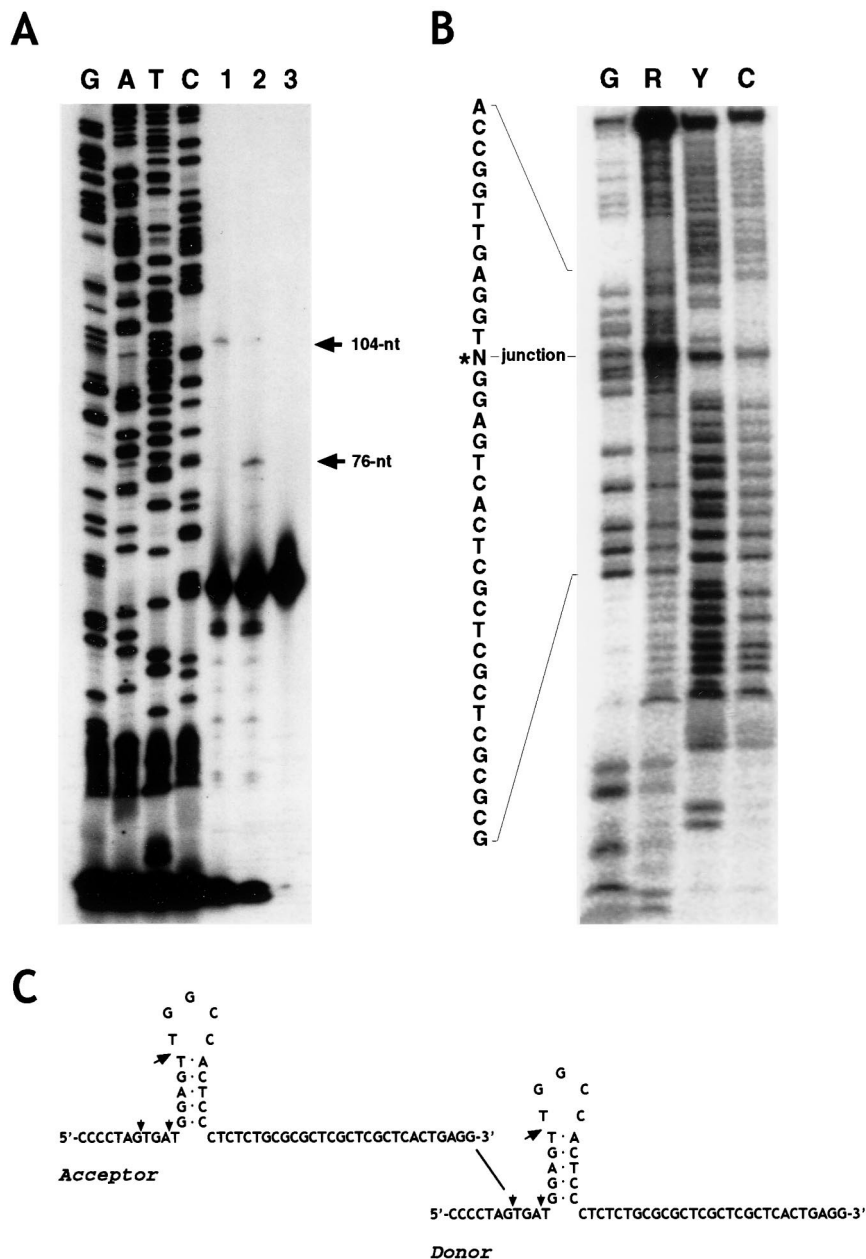 A
G A T C 1 2 3
104-nt
76-nt
B
G R Y C
A
C
C
G
G
T
T
G
A
G
G
T
*N junction
G
G
A
G
T
C
A
C
T
C
G
C
T
C
G
C
T
C
G
C
G
C
G
C
G
G C
T C
T·A
G·C
A·T
G·C
G·C
5'-CCCCTAGTGAT CTCTCTGCGCGCTCGCTCGCTCACTGAGG-3'
Acceptor
G
G C
T C
T·A
G·C
A·T
G·C
G·C
5'-CCCCTAGTGAT CTCTCTGCGCGCTCGCTCGCTCACTGAGG-3'
Donor